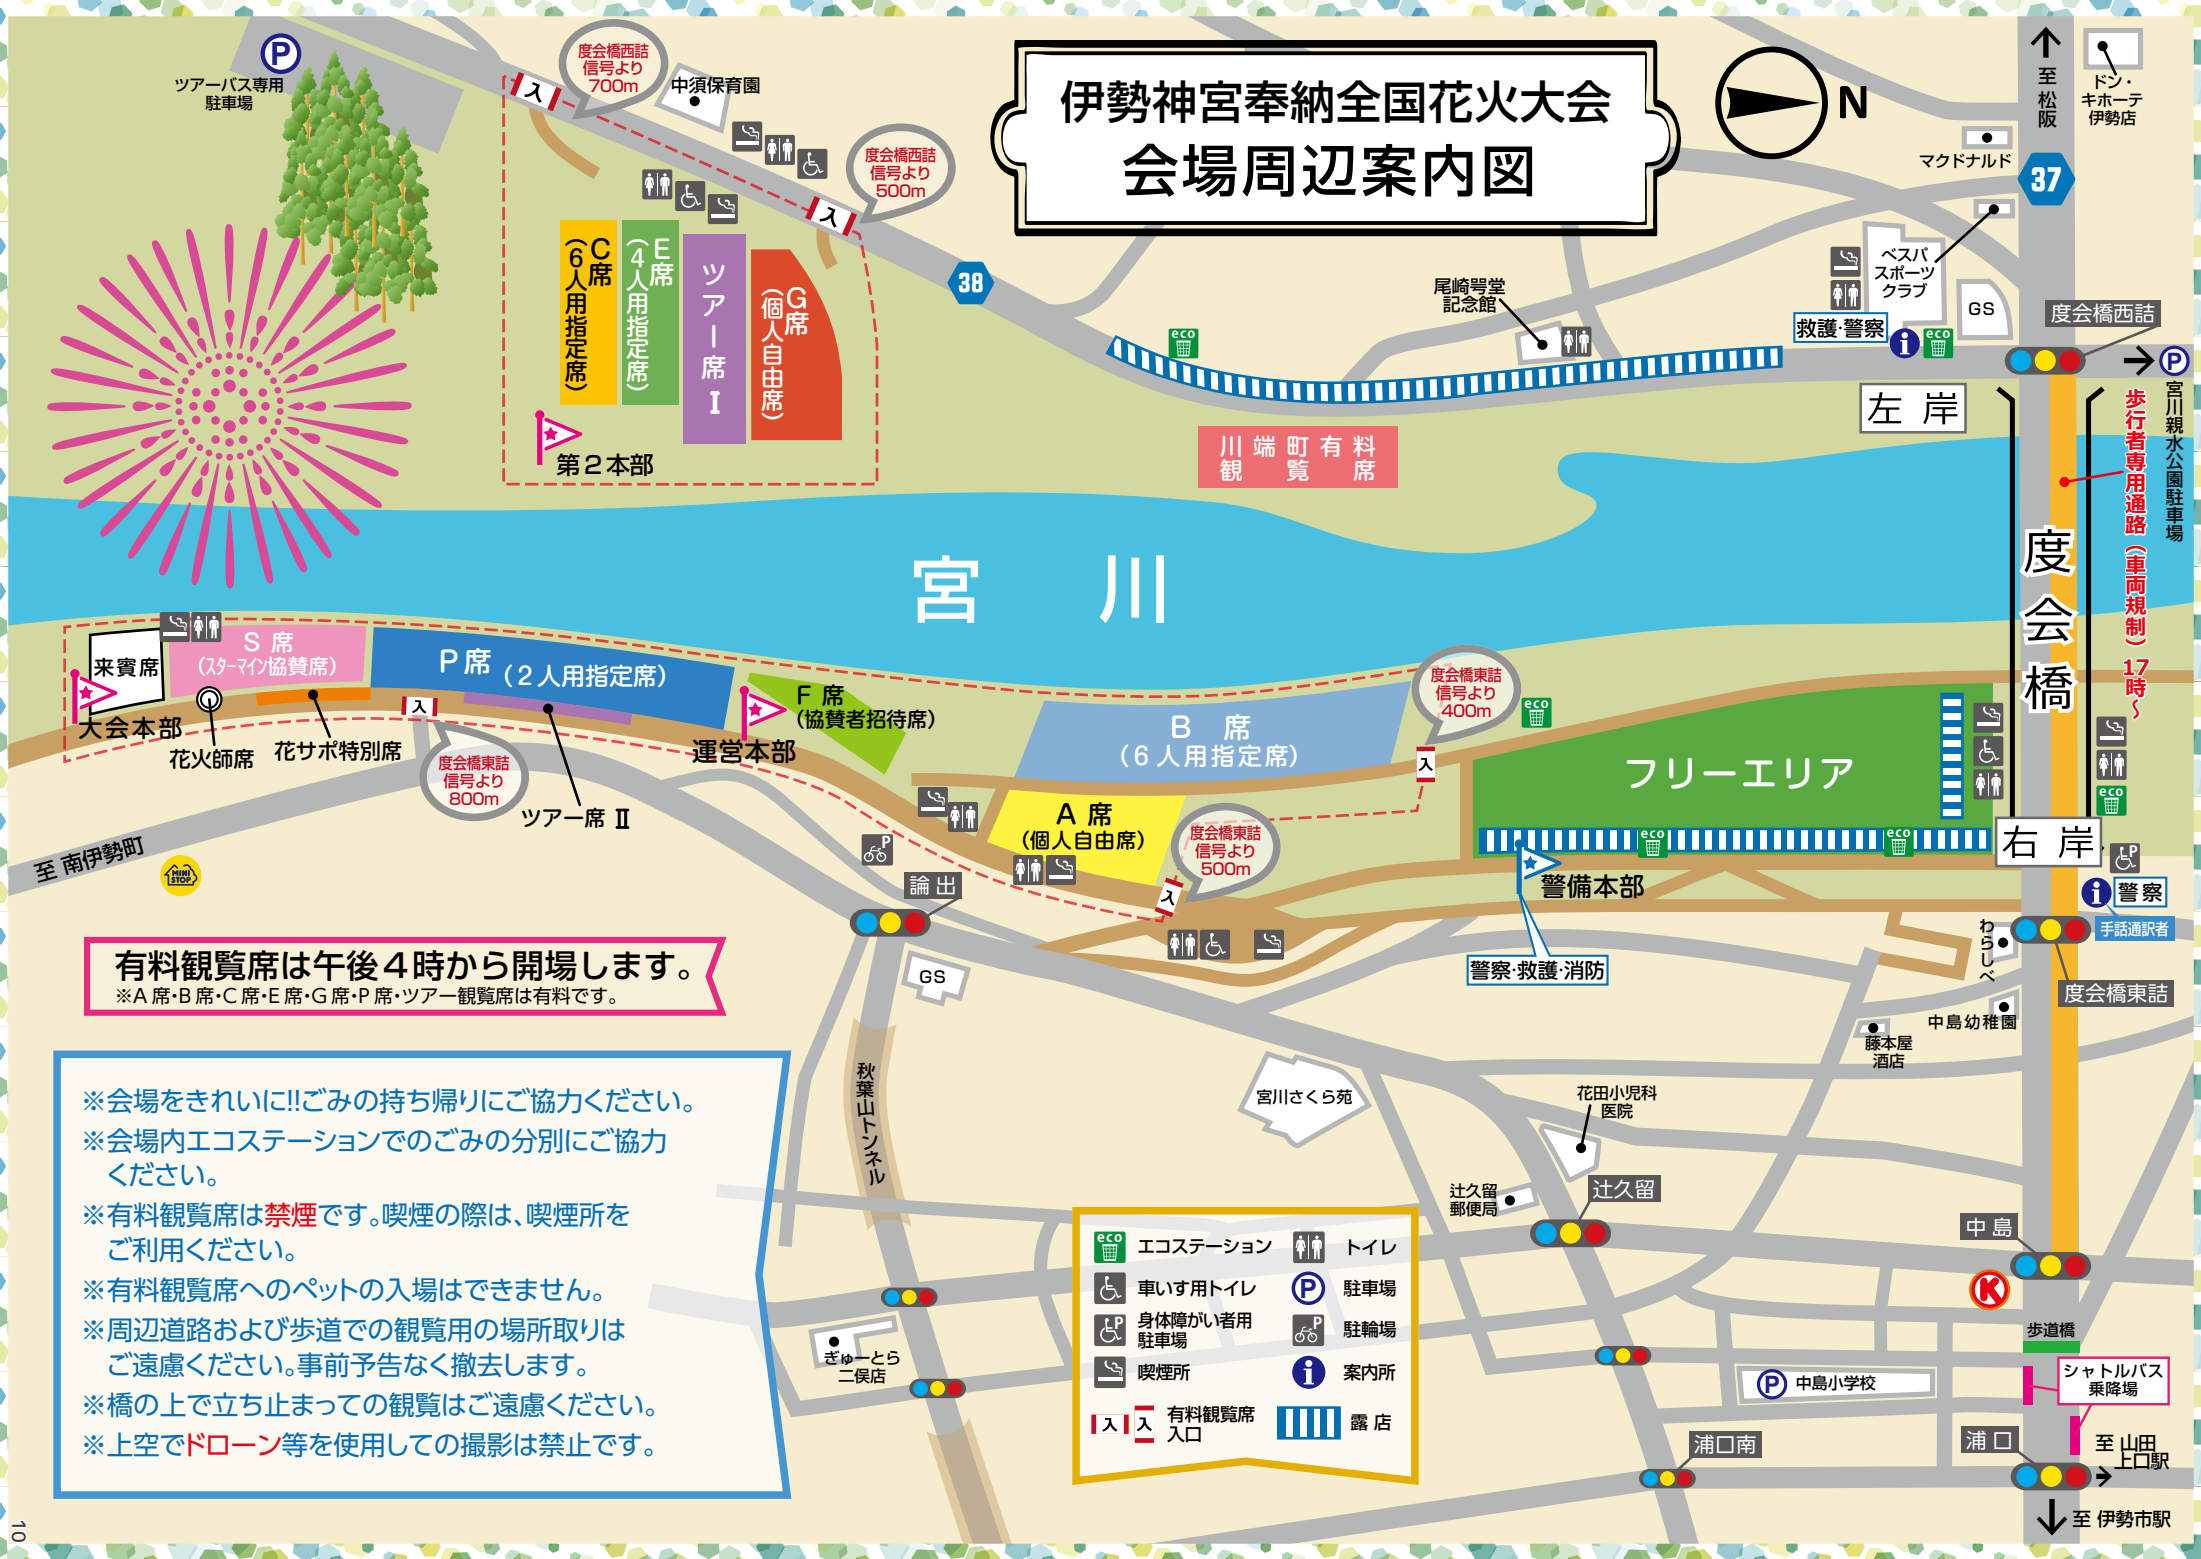 伊勢神宮奉納全国花火大会
会場周辺案内図
N
P
ツアーバス専用
駐車場
度会橋西詰
信号より
700m
入
中須保育園
度会橋西詰
信号より
500m
入
38
C席
(6人用指定席)
E席
(4人用指定席)
ツアー席 Ⅰ
G席
(個人自由席)
第2本部
至 松阪
ドン・
キホーテ
伊勢店
マクドナルド
37
ベスパ
スポーツ
クラブ
GS
尾崎咢堂
記念館
救護・警察
i
eco
eco
度会橋西詰
P
宮川親水公園駐車場
左 岸
川端町有料
観覧席
歩行者専用通路(車両規制)17時~
宮 川
度会橋
来賓席
S 席
(スターマイン協賛席)
P 席 (2人用指定席)
F 席
(協賛者招待席)
大会本部
花火師席
花サポ特別席
入
度会橋東詰
信号より
800m
ツアー席 Ⅱ
運営本部
B 席
(6人用指定席)
A 席
(個人自由席)
度会橋東詰
信号より
400m
入
eco
度会橋東詰
信号より
500m
入
フリーエリア
eco
eco
eco
警備本部
警察・救護・消防
右 岸
P
i
警察
手話通訳者
度会橋東詰
わらしべ
中島幼稚園
藤本屋
酒店
至 南伊勢町
MINI
STOP
P
論出
GS
秋葉山トンネル
有料観覧席は午後4時から開場します。
※A席・B席・C席・E席・G席・P席・ツアー観覧席は有料です。
※会場をきれいに!!ごみの持ち帰りにご協力ください。
※会場内エコステーションでのごみの分別にご協力
ください。
※有料観覧席は禁煙です。喫煙の際は、喫煙所を
ご利用ください。
※有料観覧席へのペットの入場はできません。
※周辺道路および歩道での観覧用の場所取りは
ご遠慮ください。事前予告なく撤去します。
※橋の上で立ち止まっての観覧はご遠慮ください。
※上空でドローン等を使用しての撮影は禁止です。
宮川さくら苑
花田小児科
医院
辻久留
郵便局
辻久留
中島
K
歩道橋
シャトルバス
乗降場
P 中島小学校
浦口南
浦口
至 山田
上口駅
至 伊勢市駅
ぎゅーとら
二俣店
eco エコステーション
トイレ
車いす用トイレ
P 駐車場
P 身体障がい者用
駐車場
P 駐輪場
喫煙所
i 案内所
入 入 有料観覧席
入口
露店
10